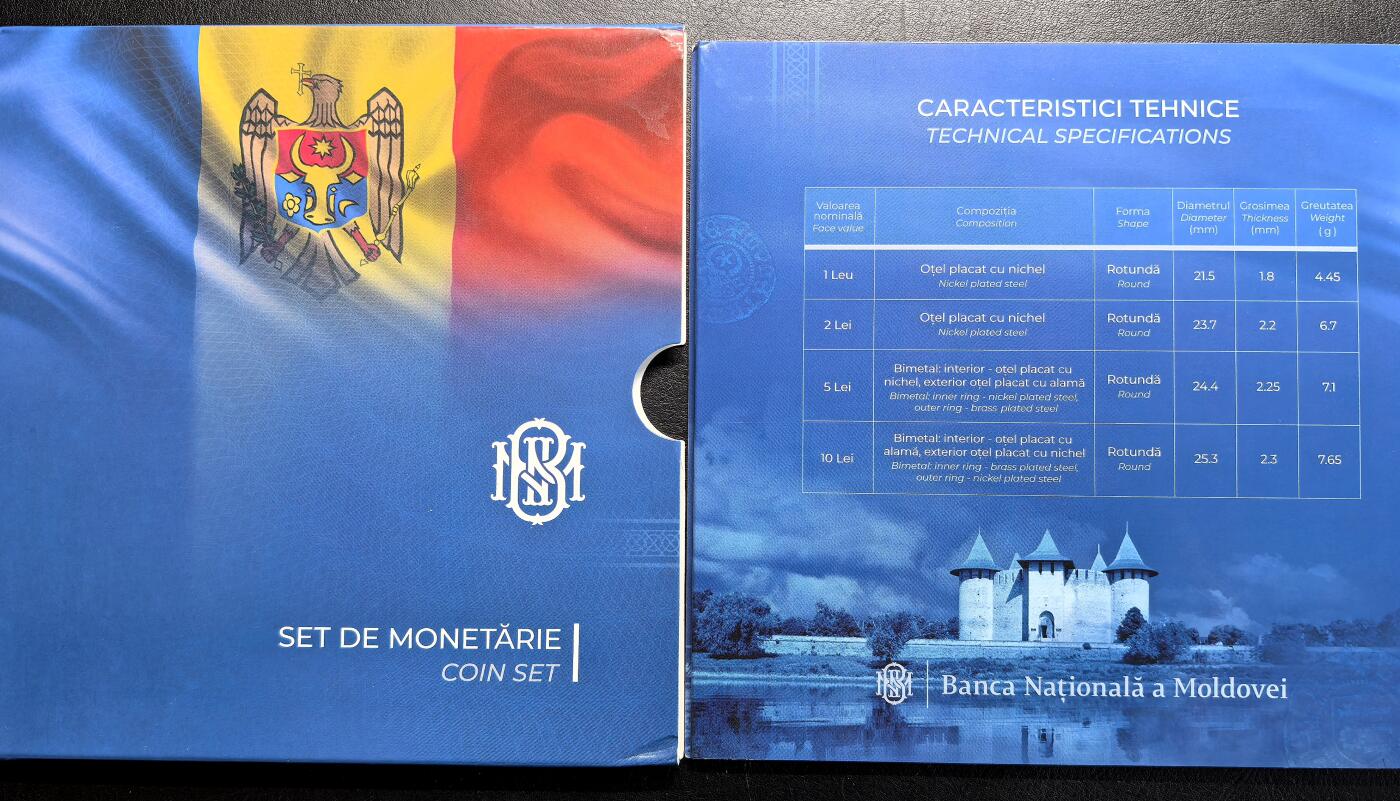 SET DE MONETĂRIE
COIN SET
CARACTERISTICI TEHNICE
TECHNICAL SPECIFICATIONS
Valoarea
nominală
Face value
Compoziția
Composition
Forma
Shape
Diametrul
Diameter
(mm)
Grosimea
Thickness
(mm)
Greutatea
Weight
( g )
1 Leu
Oțel placat cu nichel
Nickel plated steel
Rotundă
Round
21.5
1.8
4.45
2 Lei
Oțel placat cu nichel
Nickel plated steel
Rotundă
Round
23.7
2.2
6.7
5 Lei
Bimetal: interior - oțel placat cu
nichel, exterior oțel placat cu alamă
Bimetal: inner ring - nickel plated steel,
outer ring - brass plated steel
Rotundă
Round
24.4
2.25
7.1
10 Lei
Bimetal: interior - oțel placat cu
alamă, exterior oțel placat cu nichel
Bimetal: inner ring - brass plated steel,
outer ring - nickel plated steel
Rotundă
Round
25.3
2.3
7.65
Banca Națională a Moldovei